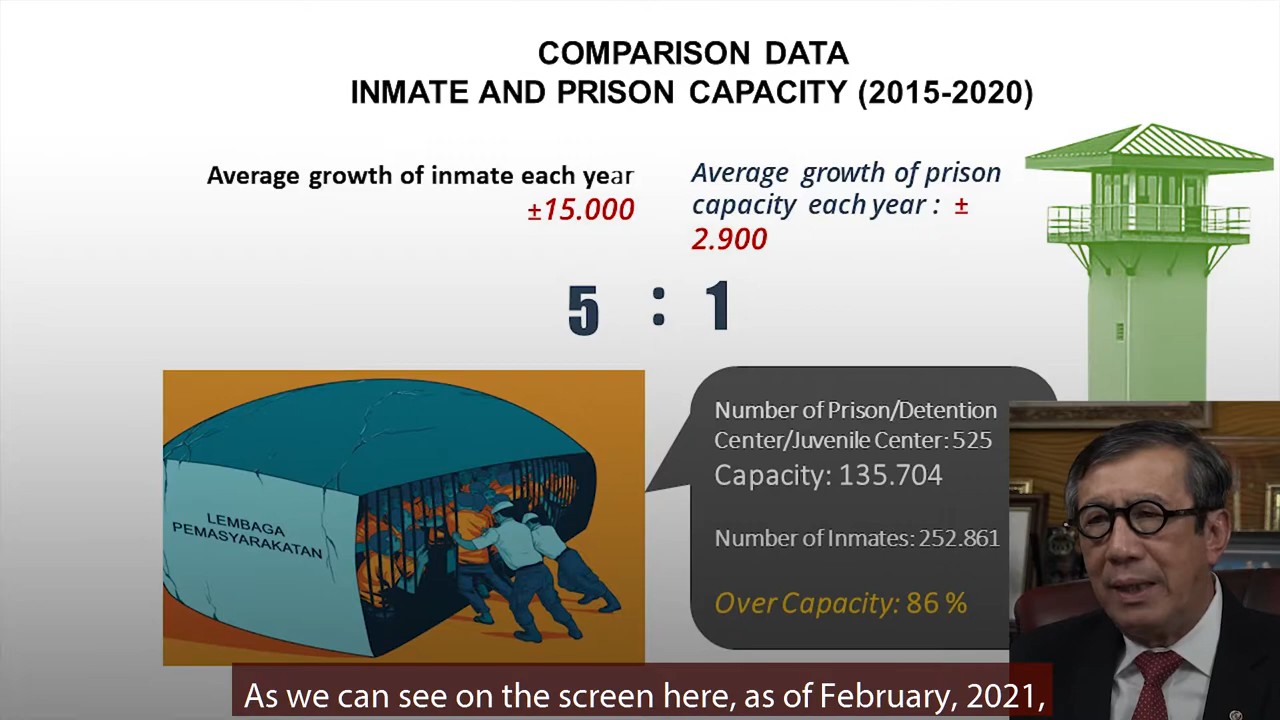 COMPARISON DATA
INMATE AND PRISON CAPACITY (2015-2020)
Average growth of inmate each year
±15.000
Average growth of prison
capacity each year : ±
2.900
5 : 1
LEMBAGA
PEMASYARAKATAN
Number of Prison/Detention
Center/Juvenile Center: 525
Capacity: 135.704
Number of Inmates: 252.861
Over Capacity: 86 %
As we can see on the screen here, as of February, 2021,